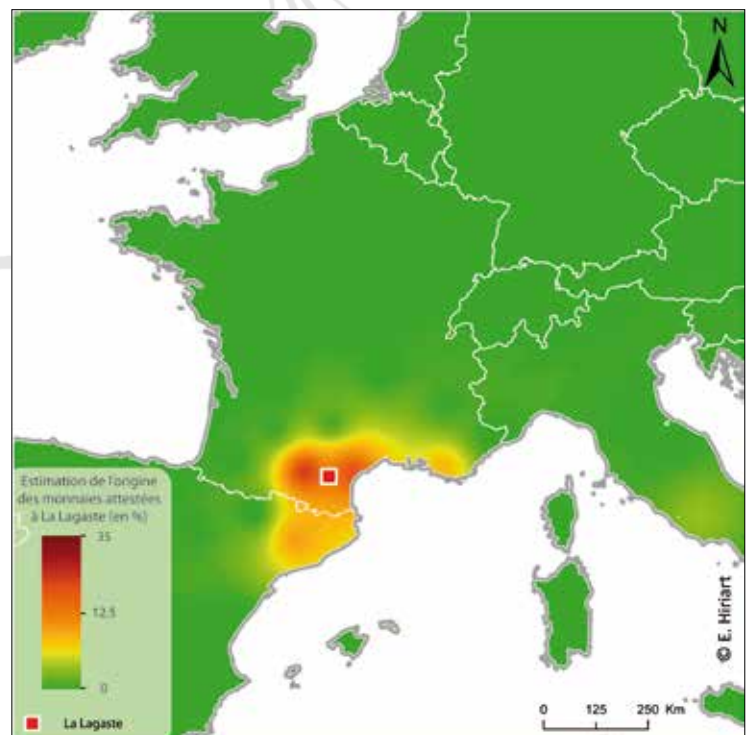 N
Estimation de l'origine
des monnaies attestées
à La Lagaste (en %)
35
12,5
0
La Lagaste
0 125 250 Km
© E. Hiriart